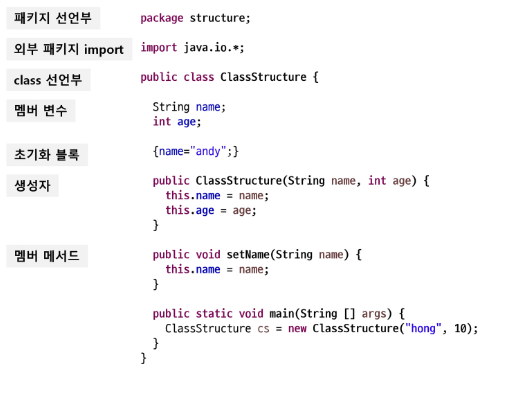 패키지 선언부 package structure;
외부 패키지 import import java.io.*;
class 선언부 public class ClassStructure {
멤버 변수 String name;
int age;
초기화 블록 {name="andy";}
생성자 public ClassStructure(String name, int age) {
this.name = name;
this.age = age;
}
멤버 메서드 public void setName(String name) {
this.name = name;
}
public static void main(String [] args) {
ClassStructure cs = new ClassStructure("hong", 10);
}
}